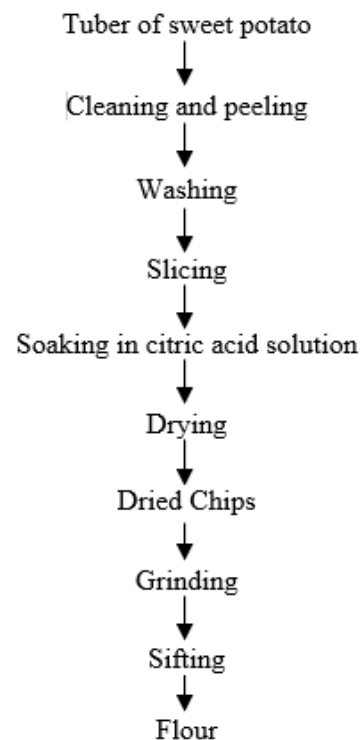 Tuber of sweet potato
Cleaning and peeling
Washing
Slicing
Soaking in citric acid solution
Drying
Dried Chips
Grinding
Sifting
Flour